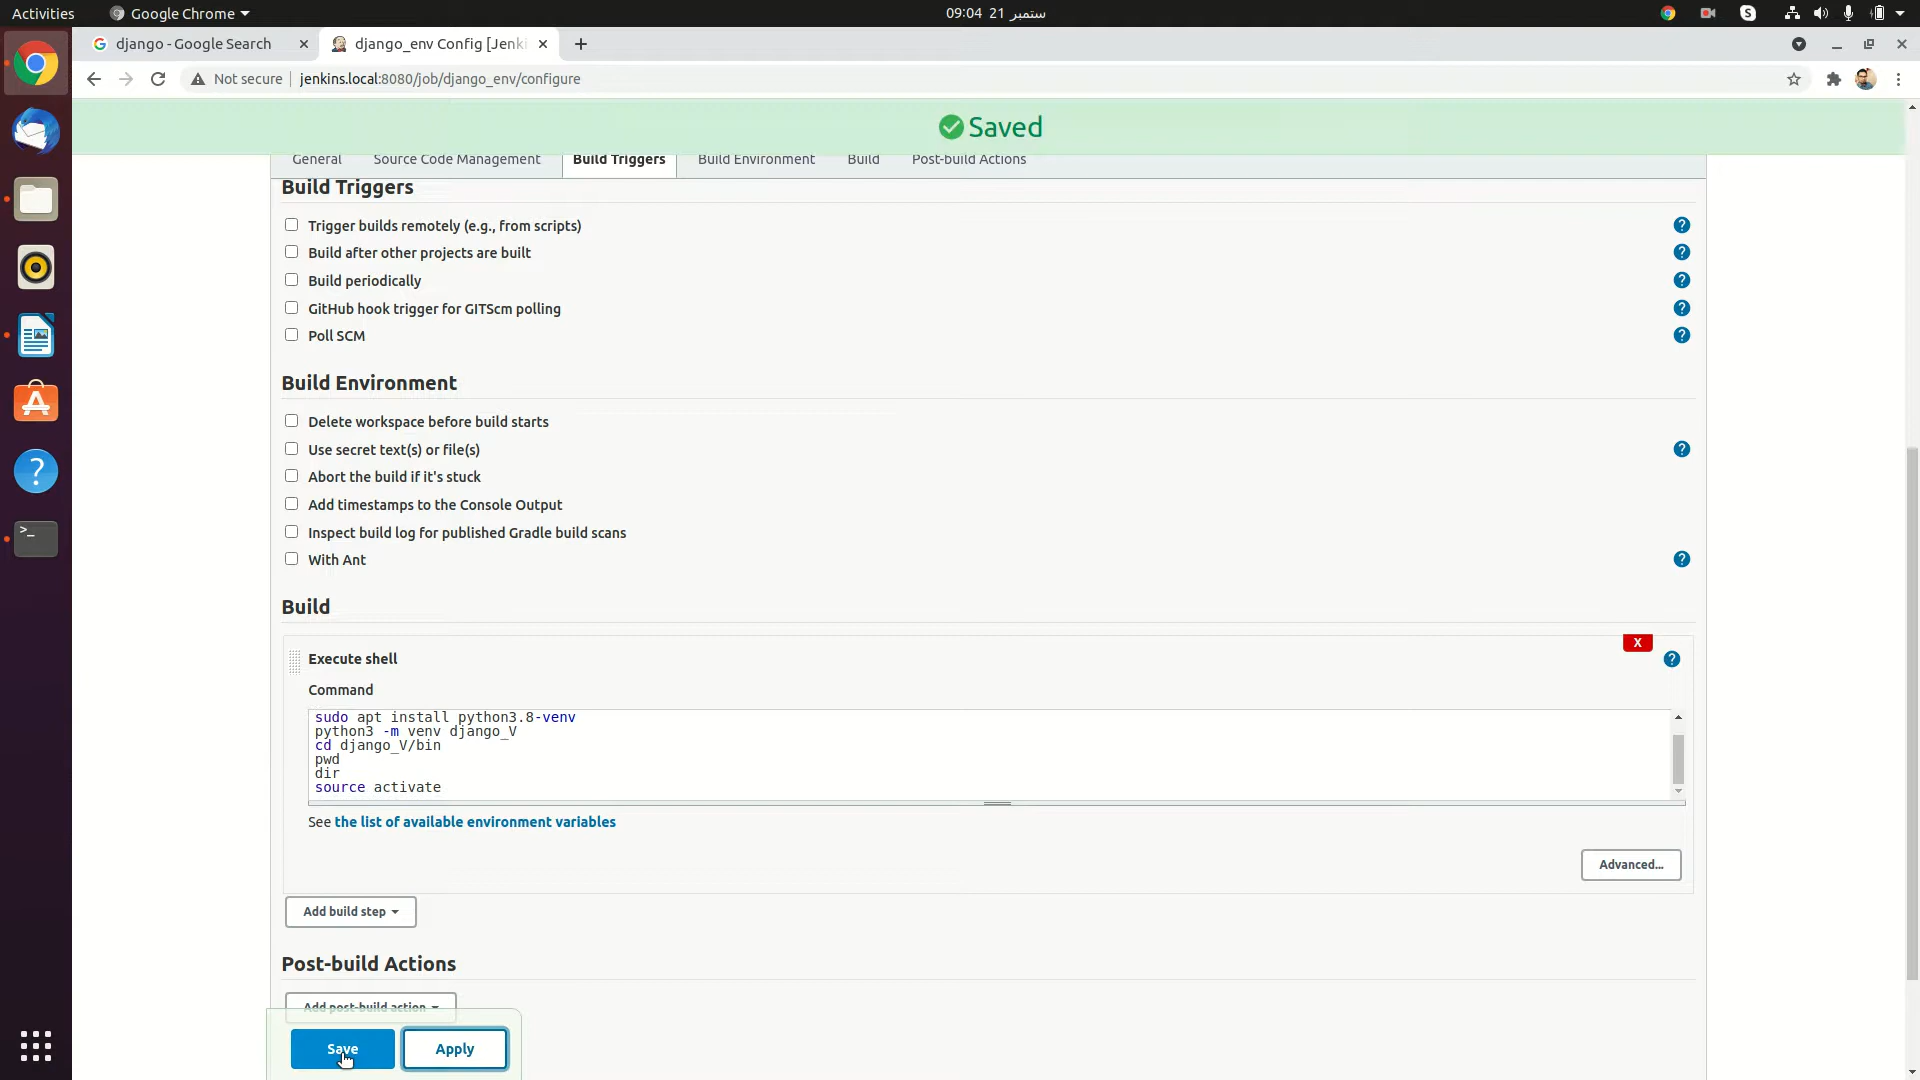 Activities
Google Chrome
ستمبر 21 09:04
django - Google Search
django_env Config [Jenki
Not secure
jenkins.local:8080/job/django_env/configure
Saved
General
Source Code Management
Build Triggers
Build Environment
Build
Post-build Actions
Build Triggers
Trigger builds remotely (e.g., from scripts)
Build after other projects are built
Build periodically
GitHub hook trigger for GITScm polling
Poll SCM
Build Environment
Delete workspace before build starts
Use secret text(s) or file(s)
Abort the build if it's stuck
Add timestamps to the Console Output
Inspect build log for published Gradle build scans
With Ant
Build
X
Execute shell
Command
sudo apt install python3.8-venv
python3 -m venv django_V
cd django_V/bin
pwd
dir
source activate
See the list of available environment variables
Advanced...
Add build step
Post-build Actions
Add post-build action
Save
Apply